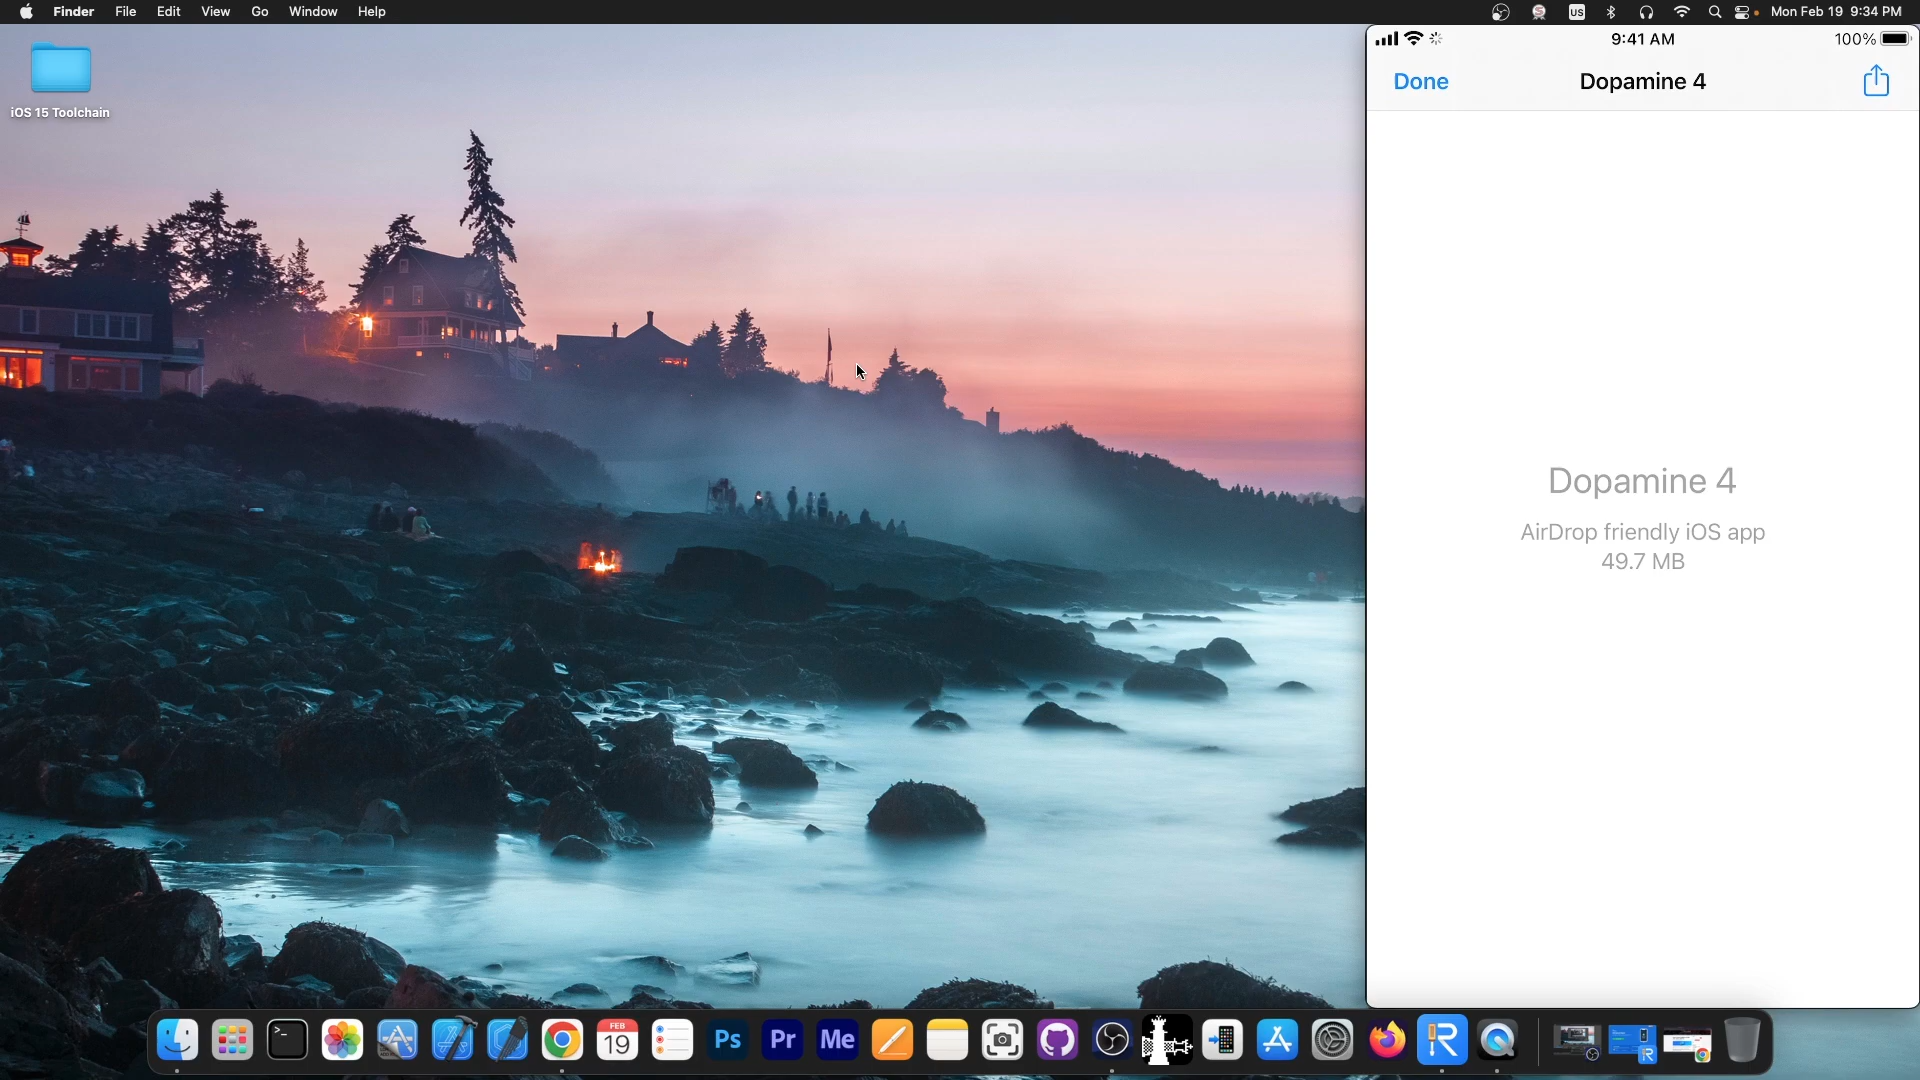 Finder File Edit View Go Window Help
US Mon Feb 19 9:34 PM
iOS 15 Toolchain
9:41 AM 100%
Done Dopamine 4
Dopamine 4
AirDrop friendly iOS app
49.7 MB
>_ FEB 19 Ps Pr Me R